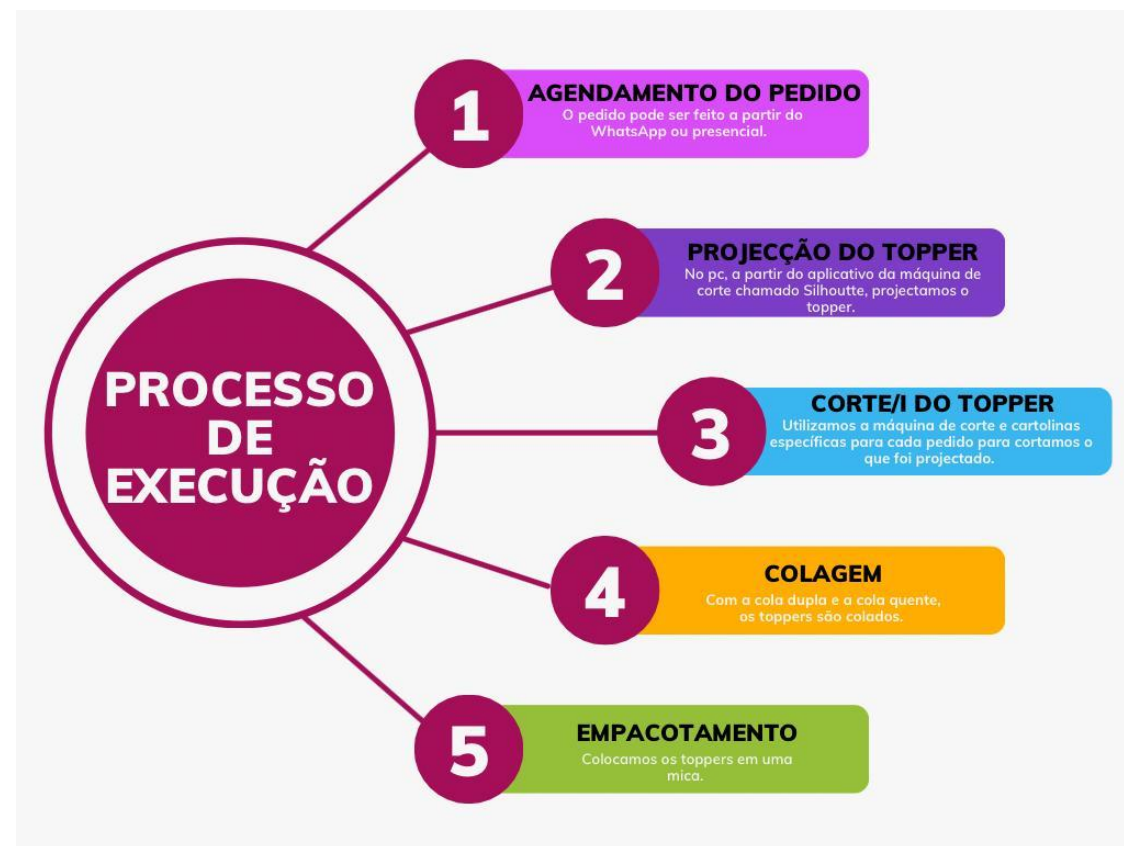 PROCESSO
DE
EXECUÇÃO
1
AGENDAMENTO DO PEDIDO
O pedido pode ser feito a partir do
WhatsApp ou presencial.
2
PROJECÇÃO DO TOPPER
No pc, a partir do aplicativo da máquina de
corte chamado Silhoutte, projectamos o
topper.
3
CORTE/I DO TOPPER
Utilizamos a máquina de corte e cartolinas
específicas para cada pedido para cortamos o
que foi projectado.
4
COLAGEM
Com a cola dupla e a cola quente,
os toppers são colados.
5
EMPACOTAMENTO
Colocamos os toppers em uma
mica.